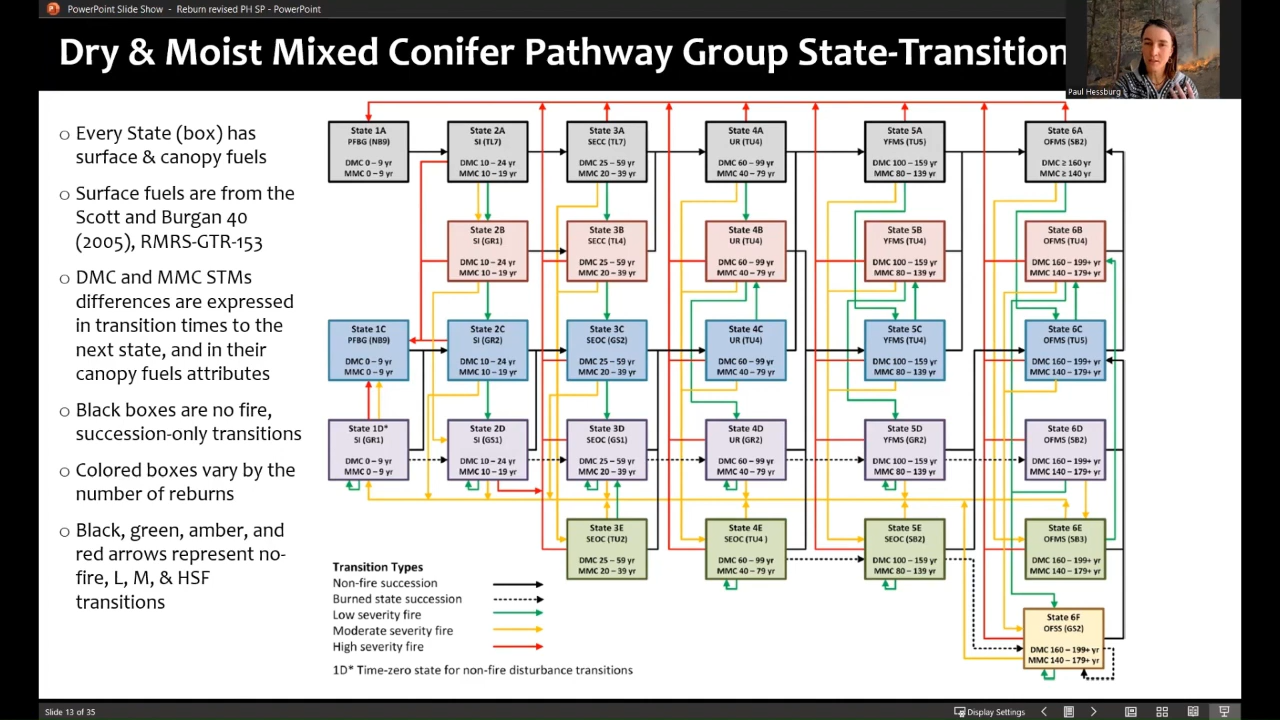 PowerPoint Slide Show - Reburn revised PH SP - PowerPoint
Dry & Moist Mixed Conifer Pathway Group State-Transition
Paul Hessburg
o Every State (box) has
surface & canopy fuels
o Surface fuels are from the
Scott and Burgan 40
(2005), RMRS-GTR-153
o DMC and MMC STMs
differences are expressed
in transition times to the
next state, and in their
canopy fuels attributes
o Black boxes are no fire,
succession-only transitions
o Colored boxes vary by the
number of reburns
o Black, green, amber, and
red arrows represent no-
fire, L, M, & HSF
transitions
State 1A
PFBG (NB9)
DMC 0 – 9 yr
MMC 0 – 9 yr
State 2A
SI (TL7)
DMC 10 – 24 yr
MMC 10 – 19 yr
State 3A
SECC (TL7)
DMC 25 – 59 yr
MMC 20 – 39 yr
State 4A
UR (TU4)
DMC 60 – 99 yr
MMC 40 – 79 yr
State 5A
YFMS (TU5)
DMC 100 – 159 yr
MMC 80 – 139 yr
State 6A
OFMS (SB2)
DMC ≥ 160 yr
MMC ≥ 140 yr
State 2B
SI (GR1)
DMC 10 – 24 yr
MMC 10 – 19 yr
State 3B
SECC (TL4)
DMC 25 – 59 yr
MMC 20 – 39 yr
State 4B
UR (TU4)
DMC 60 – 99 yr
MMC 40 – 79 yr
State 5B
YFMS (TU4)
DMC 100 – 159 yr
MMC 80 – 139 yr
State 6B
OFMS (TU4)
DMC 160 – 199+ yr
MMC 140 – 179+ yr
State 1C
PFBG (NB9)
DMC 0 – 9 yr
MMC 0 – 9 yr
State 2C
SI (GR2)
DMC 10 – 24 yr
MMC 10 – 19 yr
State 3C
SEOC (GS2)
DMC 25 – 59 yr
MMC 20 – 39 yr
State 4C
UR (TU4)
DMC 60 – 99 yr
MMC 40 – 79 yr
State 5C
YFMS (TU4)
DMC 100 – 159 yr
MMC 80 – 139 yr
State 6C
OFMS (TU5)
DMC 160 – 199+ yr
MMC 140 – 179+ yr
State 1D*
SI (GR1)
DMC 0 – 9 yr
MMC 0 – 9 yr
State 2D
SI (GS1)
DMC 10 – 24 yr
MMC 10 – 19 yr
State 3D
SEOC (GS1)
DMC 25 – 59 yr
MMC 20 – 39 yr
State 4D
UR (GR2)
DMC 60 – 99 yr
MMC 40 – 79 yr
State 5D
YFMS (GR2)
DMC 100 – 159 yr
MMC 80 – 139 yr
State 6D
OFMS (SB2)
DMC 160 – 199+ yr
MMC 140 – 179+ yr
State 3E
SEOC (TU2)
DMC 25 – 59 yr
MMC 20 – 39 yr
State 4E
SEOC (TU4 )
DMC 60 – 99 yr
MMC 40 – 79 yr
State 5E
SEOC (SB2)
DMC 100 – 159 yr
MMC 80 – 139 yr
State 6E
OFMS (SB3)
DMC 160 – 199+ yr
MMC 140 – 179+ yr
State 6F
OFSS (GS2)
DMC 160 – 199+ yr
MMC 140 – 179+ yr
Transition Types
Non-fire succession
Burned state succession
Low severity fire
Moderate severity fire
High severity fire
1D* Time-zero state for non-fire disturbance transitions
Slide 13 of 35
Display Settings